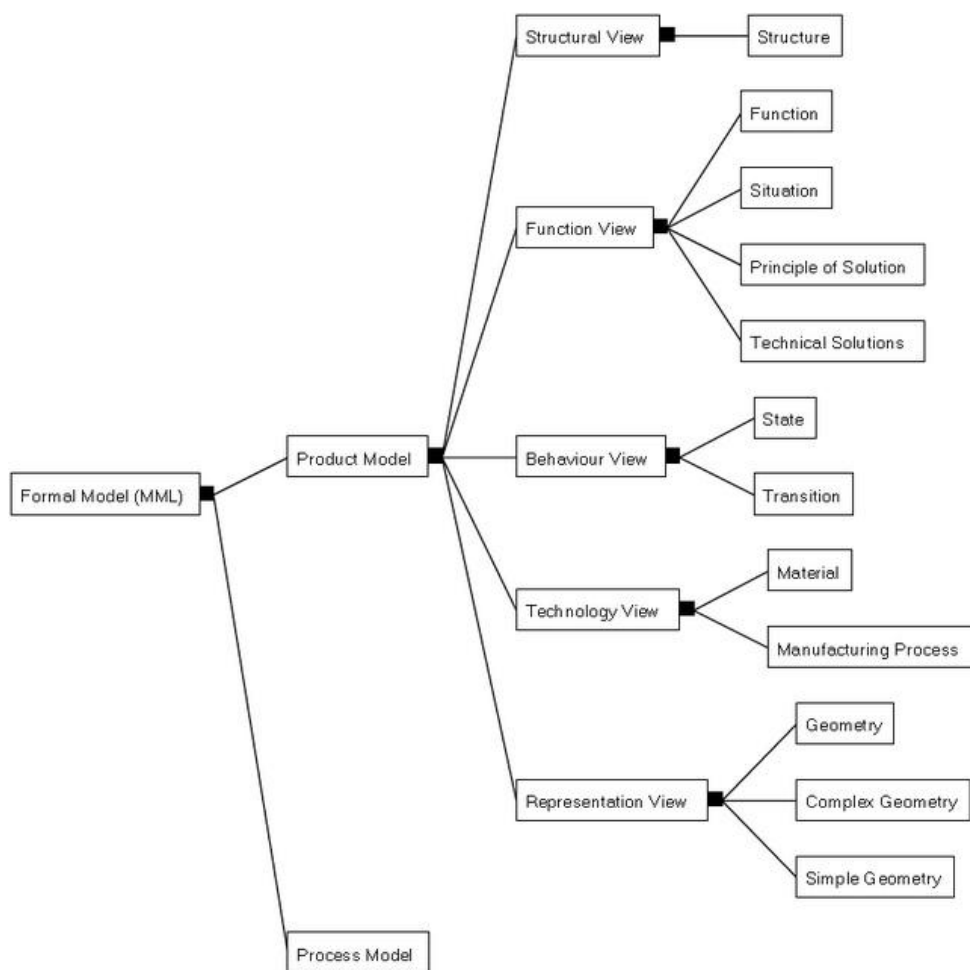 Structural View
Structure
Function
Situation
Function View
Principle of Solution
Technical Solutions
State
Product Model
Behaviour View
Formal Model (MML)
Transition
Material
Technology View
Manufacturing Process
Geometry
Representation View
Complex Geometry
Simple Geometry
Process Model